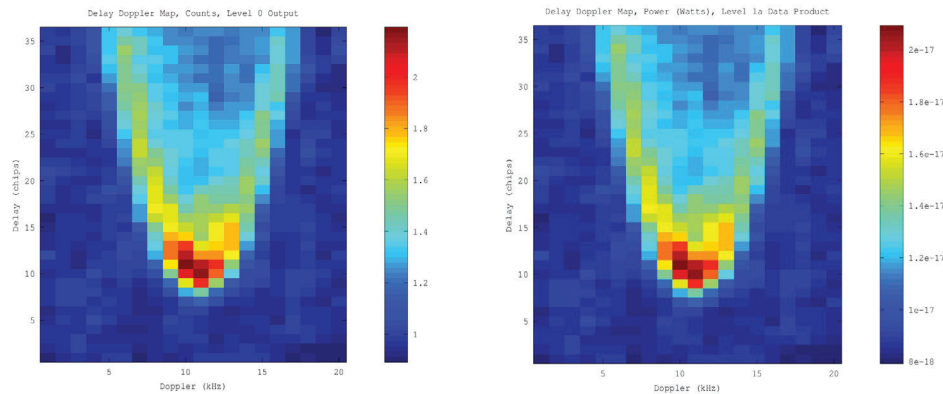 Delay Doppler Map, Counts, Level 0 Output
35
30
25
20
15
10
5
Delay (chips)
5
10
15
20
Doppler (kHz)
2
1.8
1.6
1.4
1.2
1
Delay Doppler Map, Power (Watts), Level 1a Data Product
35
30
25
20
15
10
5
Delay (chips)
5
10
15
20
Doppler (kHz)
2e-17
1.8e-17
1.6e-17
1.4e-17
1.2e-17
1e-17
8e-18